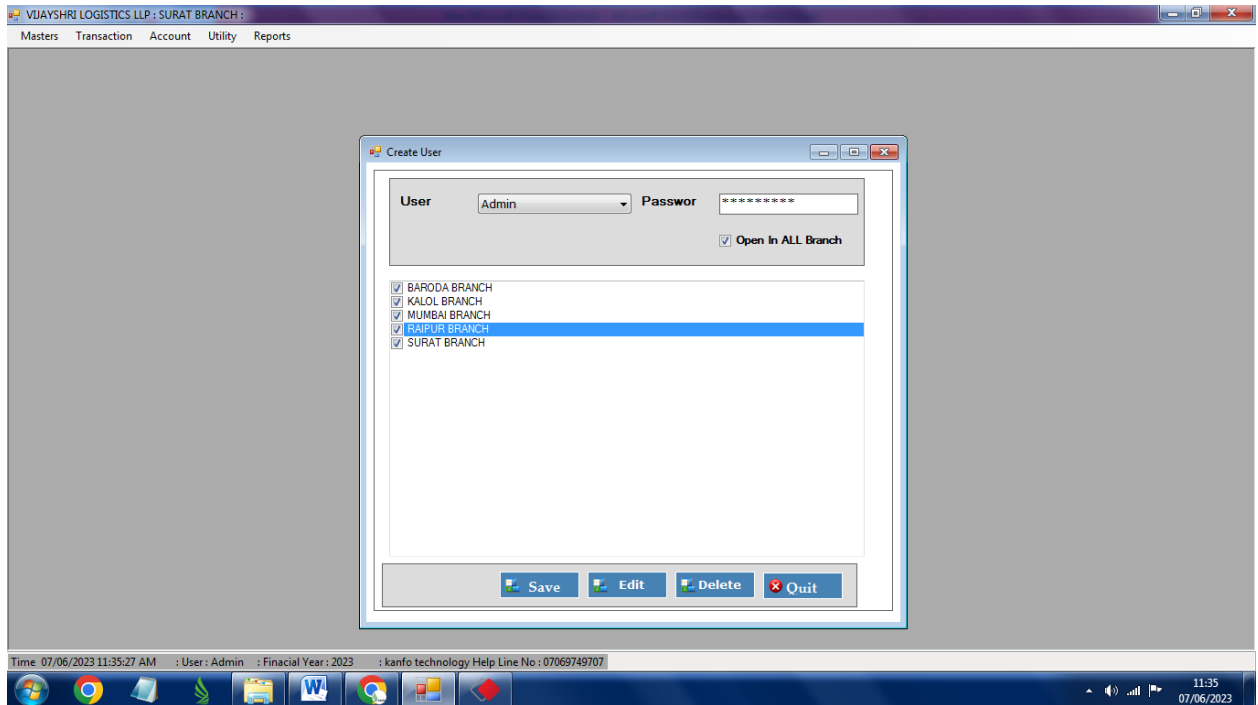 VIJAYSHRI LOGISTICS LLP : SURAT BRANCH :
Masters Transaction Account Utility Reports
Create User
User Admin Passwor *********
Open In ALL Branch
BARODA BRANCH
KALOL BRANCH
MUMBAI BRANCH
RAIPUR BRANCH
SURAT BRANCH
Save Edit Delete Quit
Time 07/06/2023 11:35:27 AM : User : Admin : Finacial Year : 2023 : kanfo technology Help Line No : 07069749707
11:35
07/06/2023